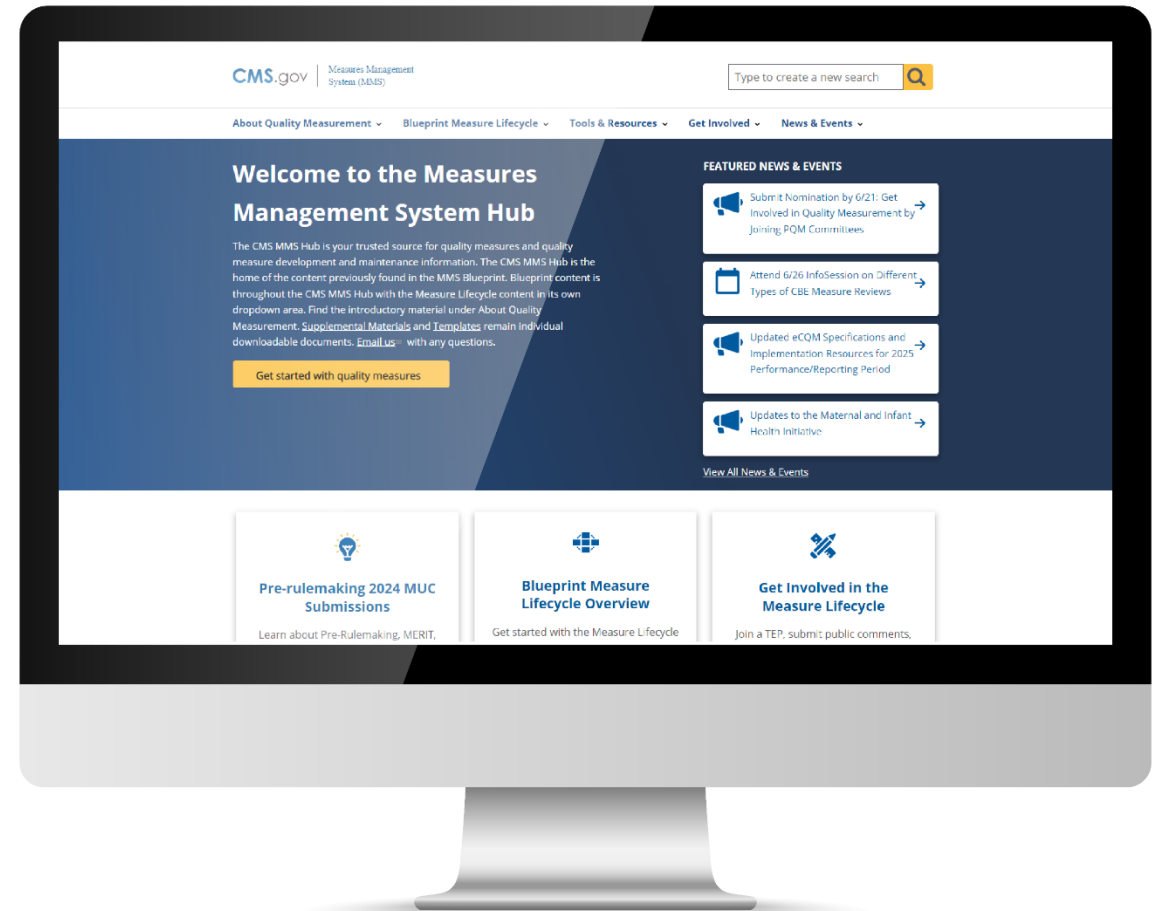 CMS.gov
Measures Management
System (MMS)
Type to create a new search
About Quality Measurement
Blueprint Measure Lifecycle
Tools & Resources
Get Involved
News & Events
Welcome to the Measures
Management System Hub
The CMS MMS Hub is your trusted source for quality measures and quality
measure development and maintenance information. The CMS MMS Hub is the
home of the content previously found in the MMS Blueprint. Blueprint content is
throughout the CMS MMS Hub with the Measure Lifecycle content in its own
dropdown area. Find the introductory material under About Quality
Measurement. Supplemental Materials and Templates remain individual
downloadable documents. Email us with any questions.
Get started with quality measures
FEATURED NEWS & EVENTS
Submit Nomination by 6/21: Get
Involved in Quality Measurement by
Joining PQM Committees
Attend 6/26 InfoSession on Different
Types of CBE Measure Reviews
Updated eCQM Specifications and
Implementation Resources for 2025
Performance/Reporting Period
Updates to the Maternal and Infant
Health Initiative
View All News & Events
Pre-rulemaking 2024 MUC
Submissions
Learn about Pre-Rulemaking, MERIT,
Blueprint Measure
Lifecycle Overview
Get started with the Measure Lifecycle
Get Involved in the
Measure Lifecycle
Join a TEP, submit public comments,